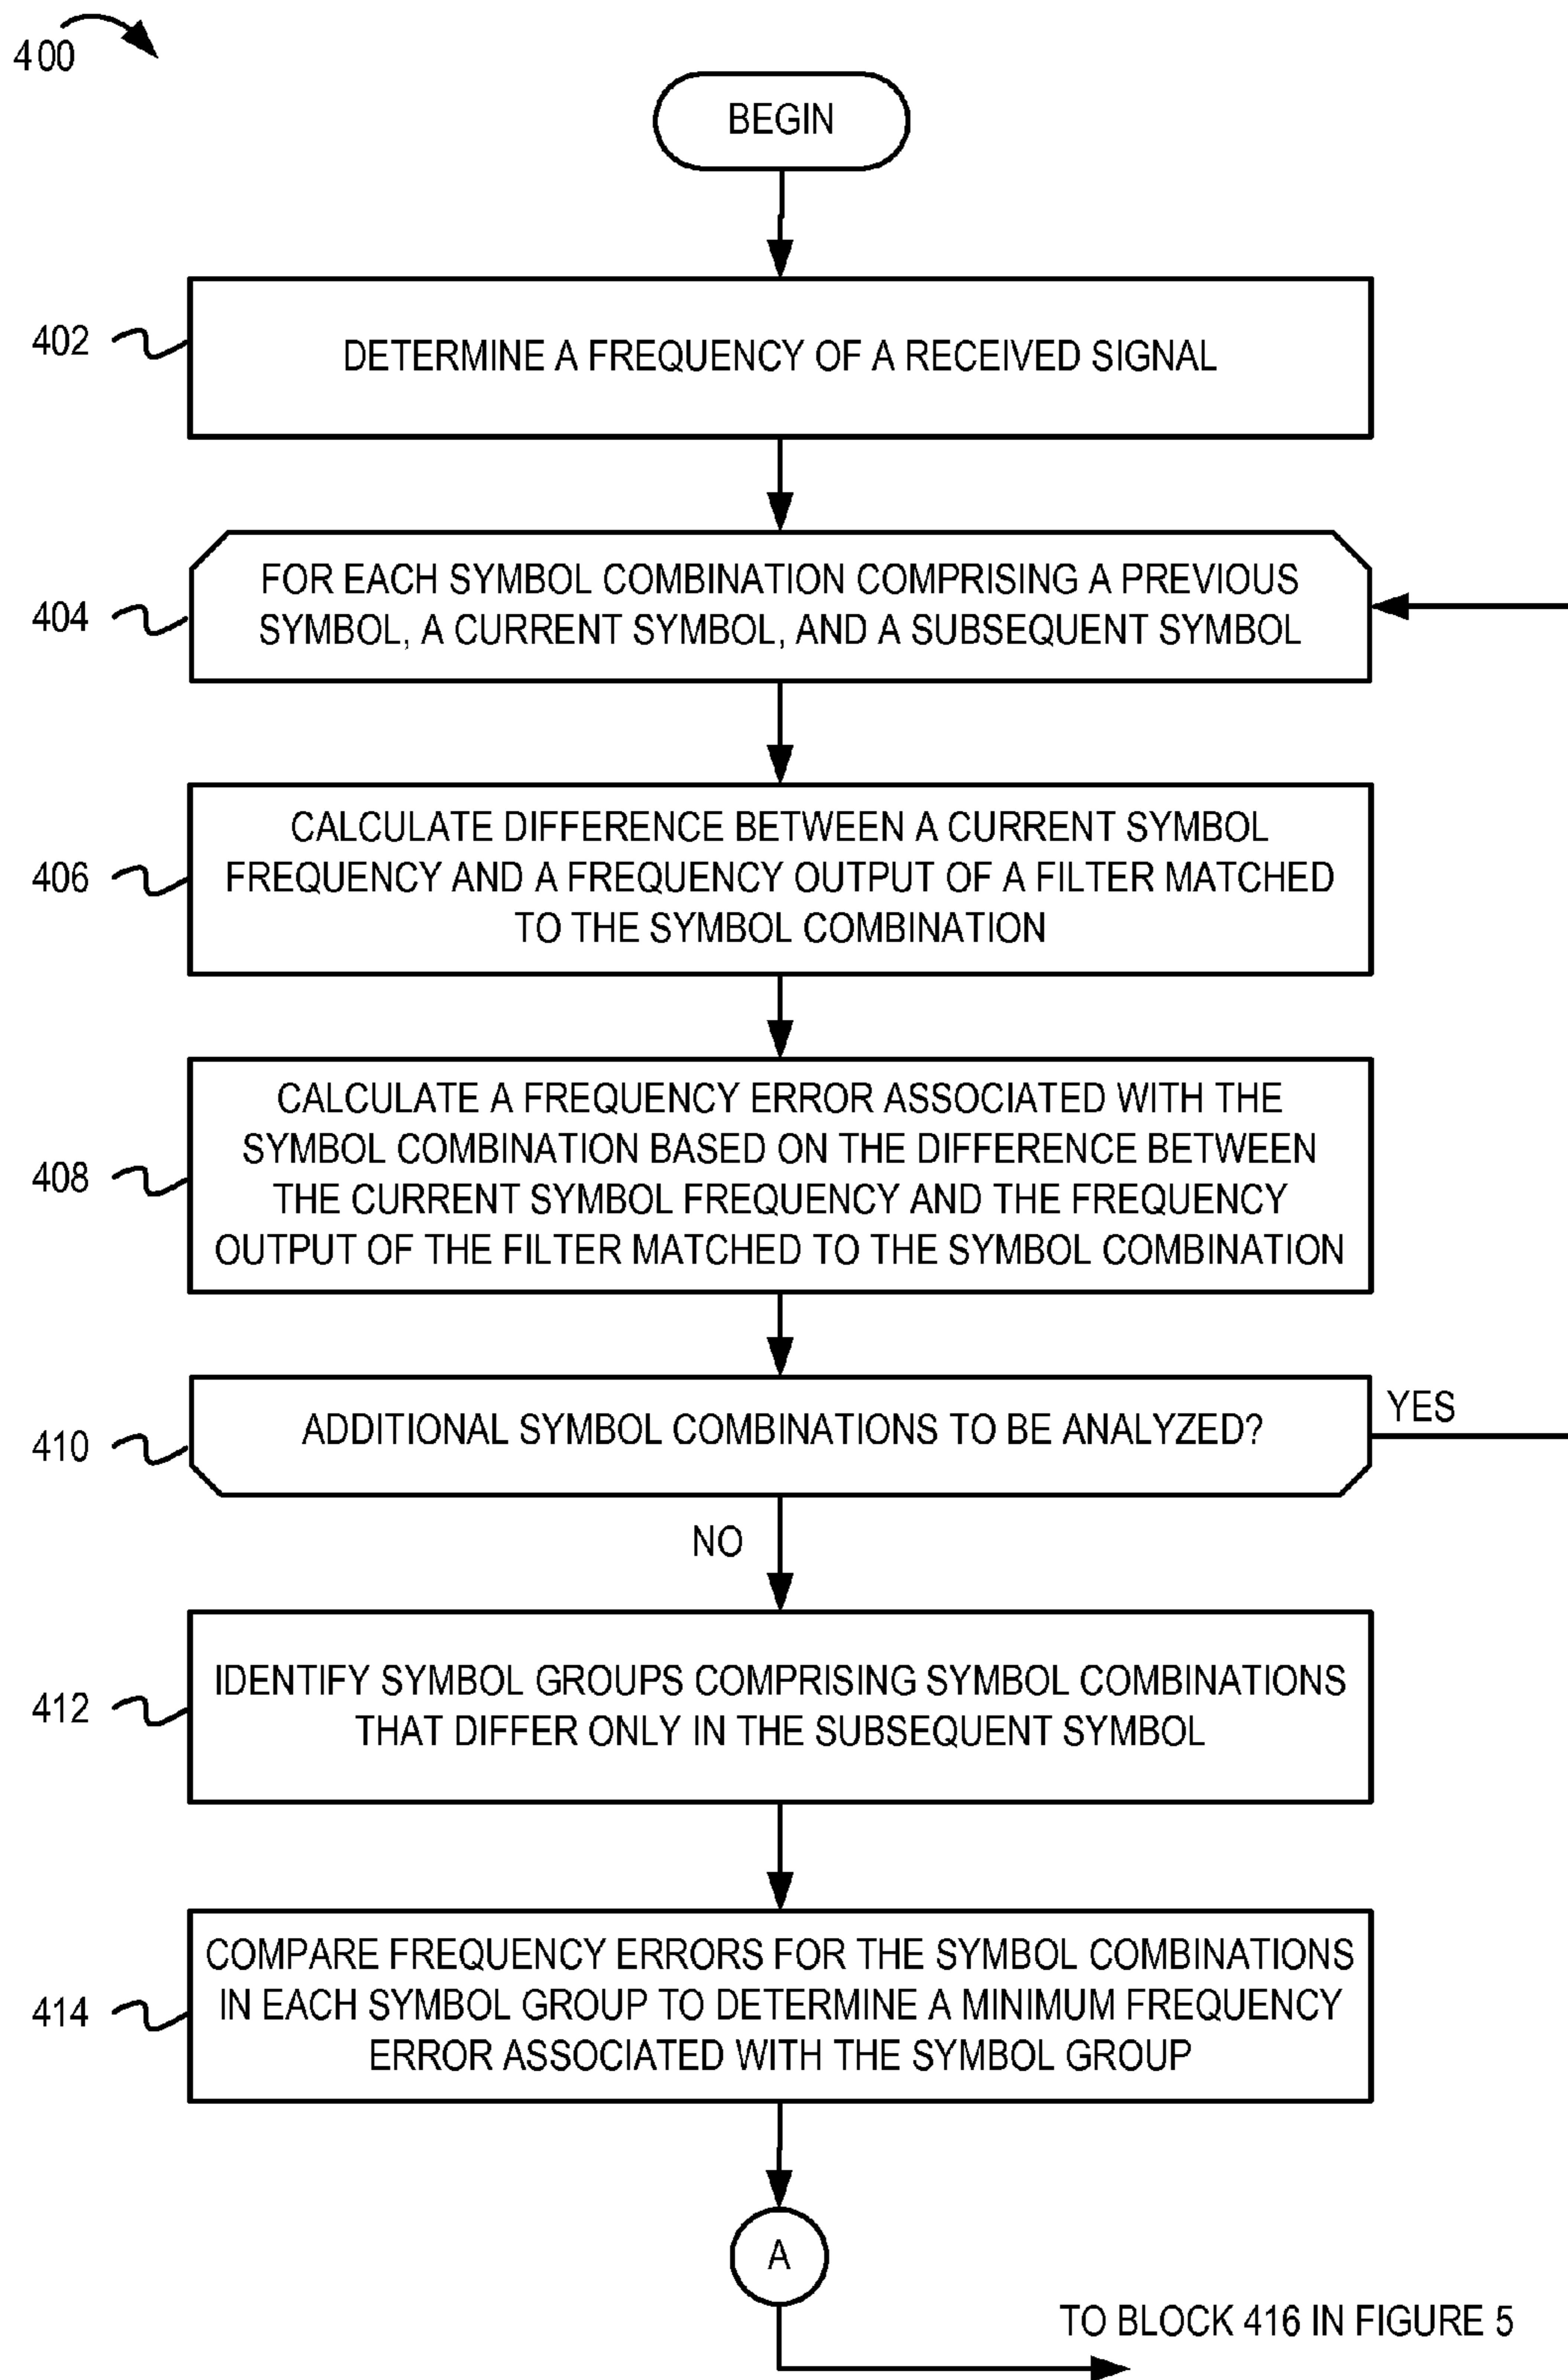 400
BEGIN
402
DETERMINE A FREQUENCY OF A RECEIVED SIGNAL
404
FOR EACH SYMBOL COMBINATION COMPRISING A PREVIOUS
SYMBOL, A CURRENT SYMBOL, AND A SUBSEQUENT SYMBOL
406
CALCULATE DIFFERENCE BETWEEN A CURRENT SYMBOL
FREQUENCY AND A FREQUENCY OUTPUT OF A FILTER MATCHED
TO THE SYMBOL COMBINATION
408
CALCULATE A FREQUENCY ERROR ASSOCIATED WITH THE
SYMBOL COMBINATION BASED ON THE DIFFERENCE BETWEEN
THE CURRENT SYMBOL FREQUENCY AND THE FREQUENCY
OUTPUT OF THE FILTER MATCHED TO THE SYMBOL COMBINATION
410
ADDITIONAL SYMBOL COMBINATIONS TO BE ANALYZED?
YES
NO
412
IDENTIFY SYMBOL GROUPS COMPRISING SYMBOL COMBINATIONS
THAT DIFFER ONLY IN THE SUBSEQUENT SYMBOL
414
COMPARE FREQUENCY ERRORS FOR THE SYMBOL COMBINATIONS
IN EACH SYMBOL GROUP TO DETERMINE A MINIMUM FREQUENCY
ERROR ASSOCIATED WITH THE SYMBOL GROUP
A
TO BLOCK 416 IN FIGURE 5